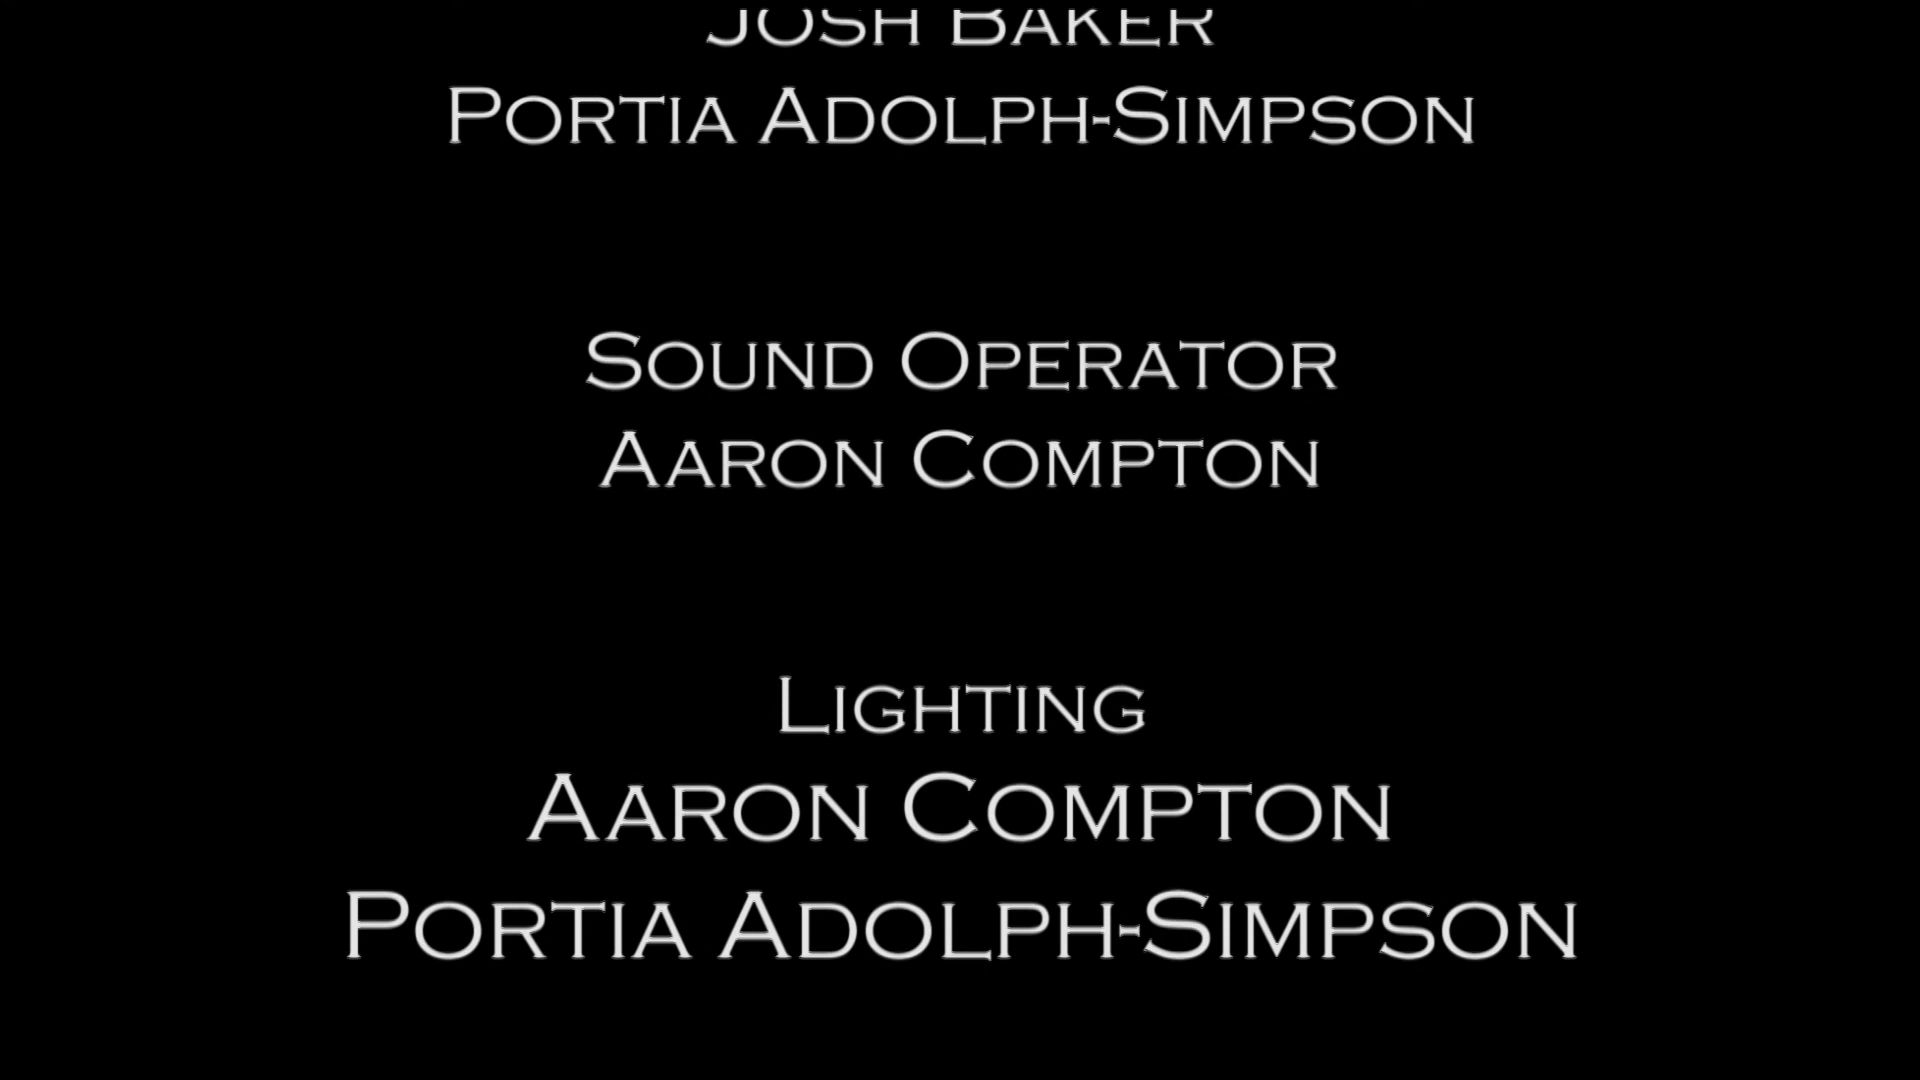 Josh Baker
Portia Adolph-Simpson
Sound Operator
Aaron Compton
Lighting
Aaron Compton
Portia Adolph-Simpson